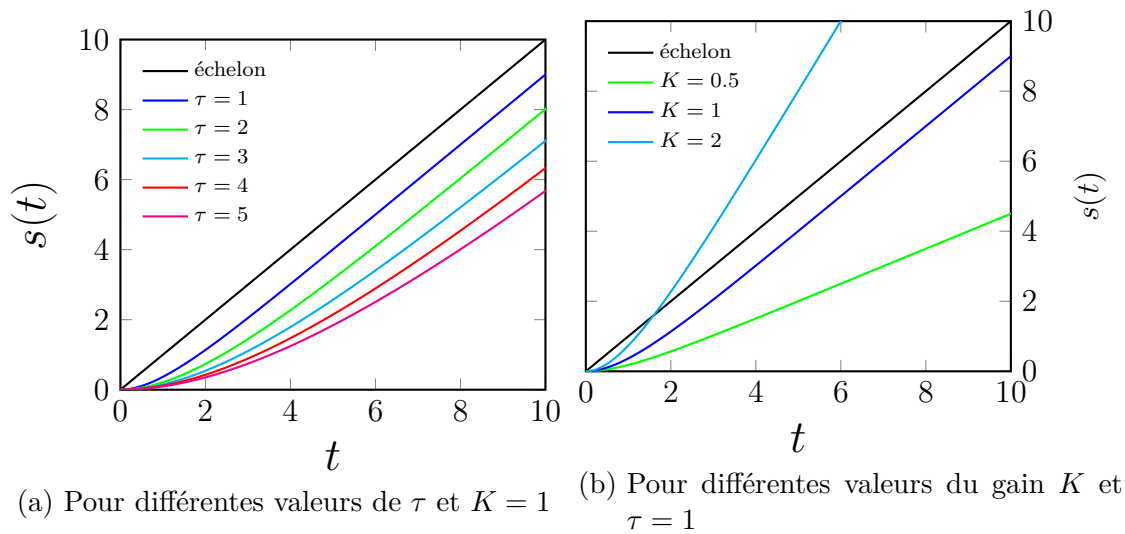 10
8
6
4
2
0
0
2
4
6
8
10
s(t)
t
échelon
τ = 1
τ = 2
τ = 3
τ = 4
τ = 5
(a) Pour différentes valeurs de τ et K = 1
échelon
K = 0.5
K = 1
K = 2
10
8
6
4
2
0
0
2
4
6
8
10
s(t)
t
(b) Pour différentes valeurs du gain K et
τ = 1